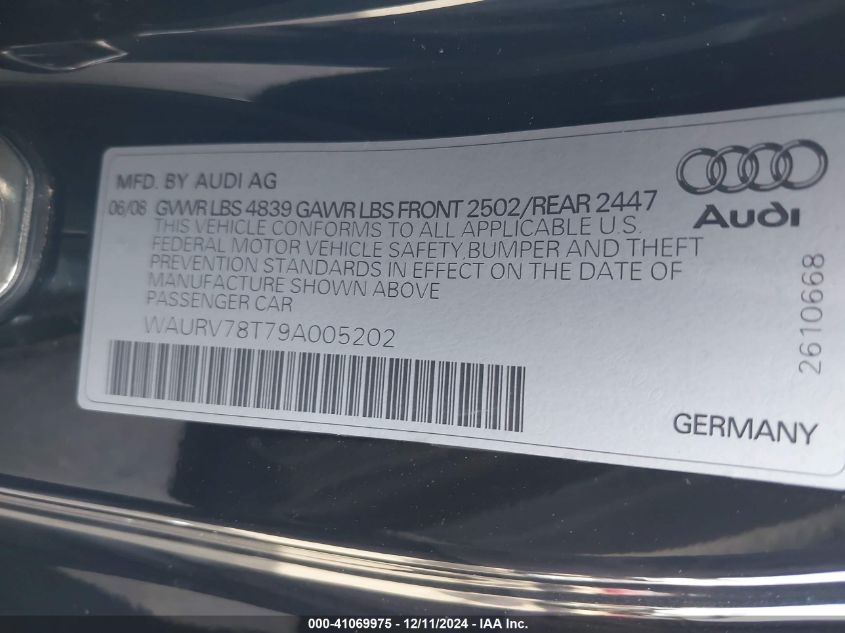 MFD. BY AUDI AG
06/08 GVWR LBS 4839 GAWR LBS FRONT 2502/REAR 2447
THIS VEHICLE CONFORMS TO ALL APPLICABLE U.S.
FEDERAL MOTOR VEHICLE SAFETY, BUMPER AND THEFT
PREVENTION STANDARDS IN EFFECT ON THE DATE OF
MANUFACTURE SHOWN ABOVE
PASSENGER CAR
WAURV78T79A005202
Audi
2610668
GERMANY
000-41069975 - 12/11/2024 - IAA Inc.